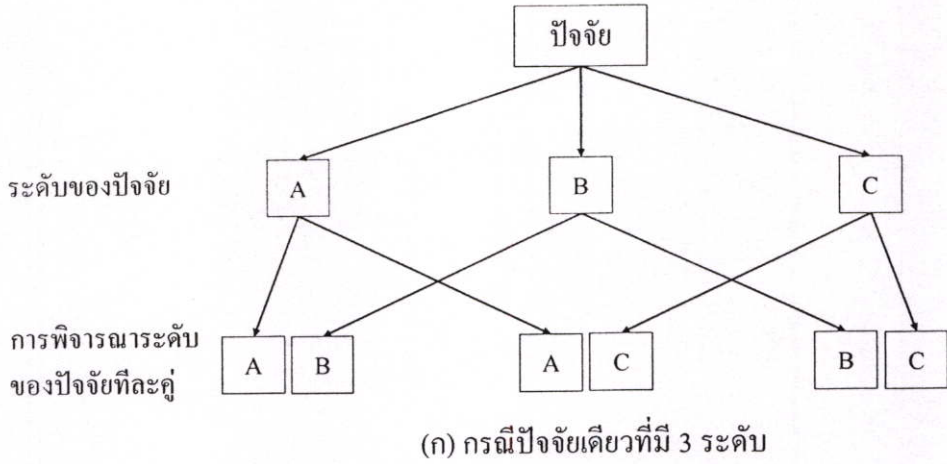 ปัจจัย
ระดับของปัจจัย
A
B
C
การพิจารณาระดับ
ของปัจจัยทีละคู่
A B
A C
B C
(ก) กรณีปัจจัยเดียวที่มี 3 ระดับ